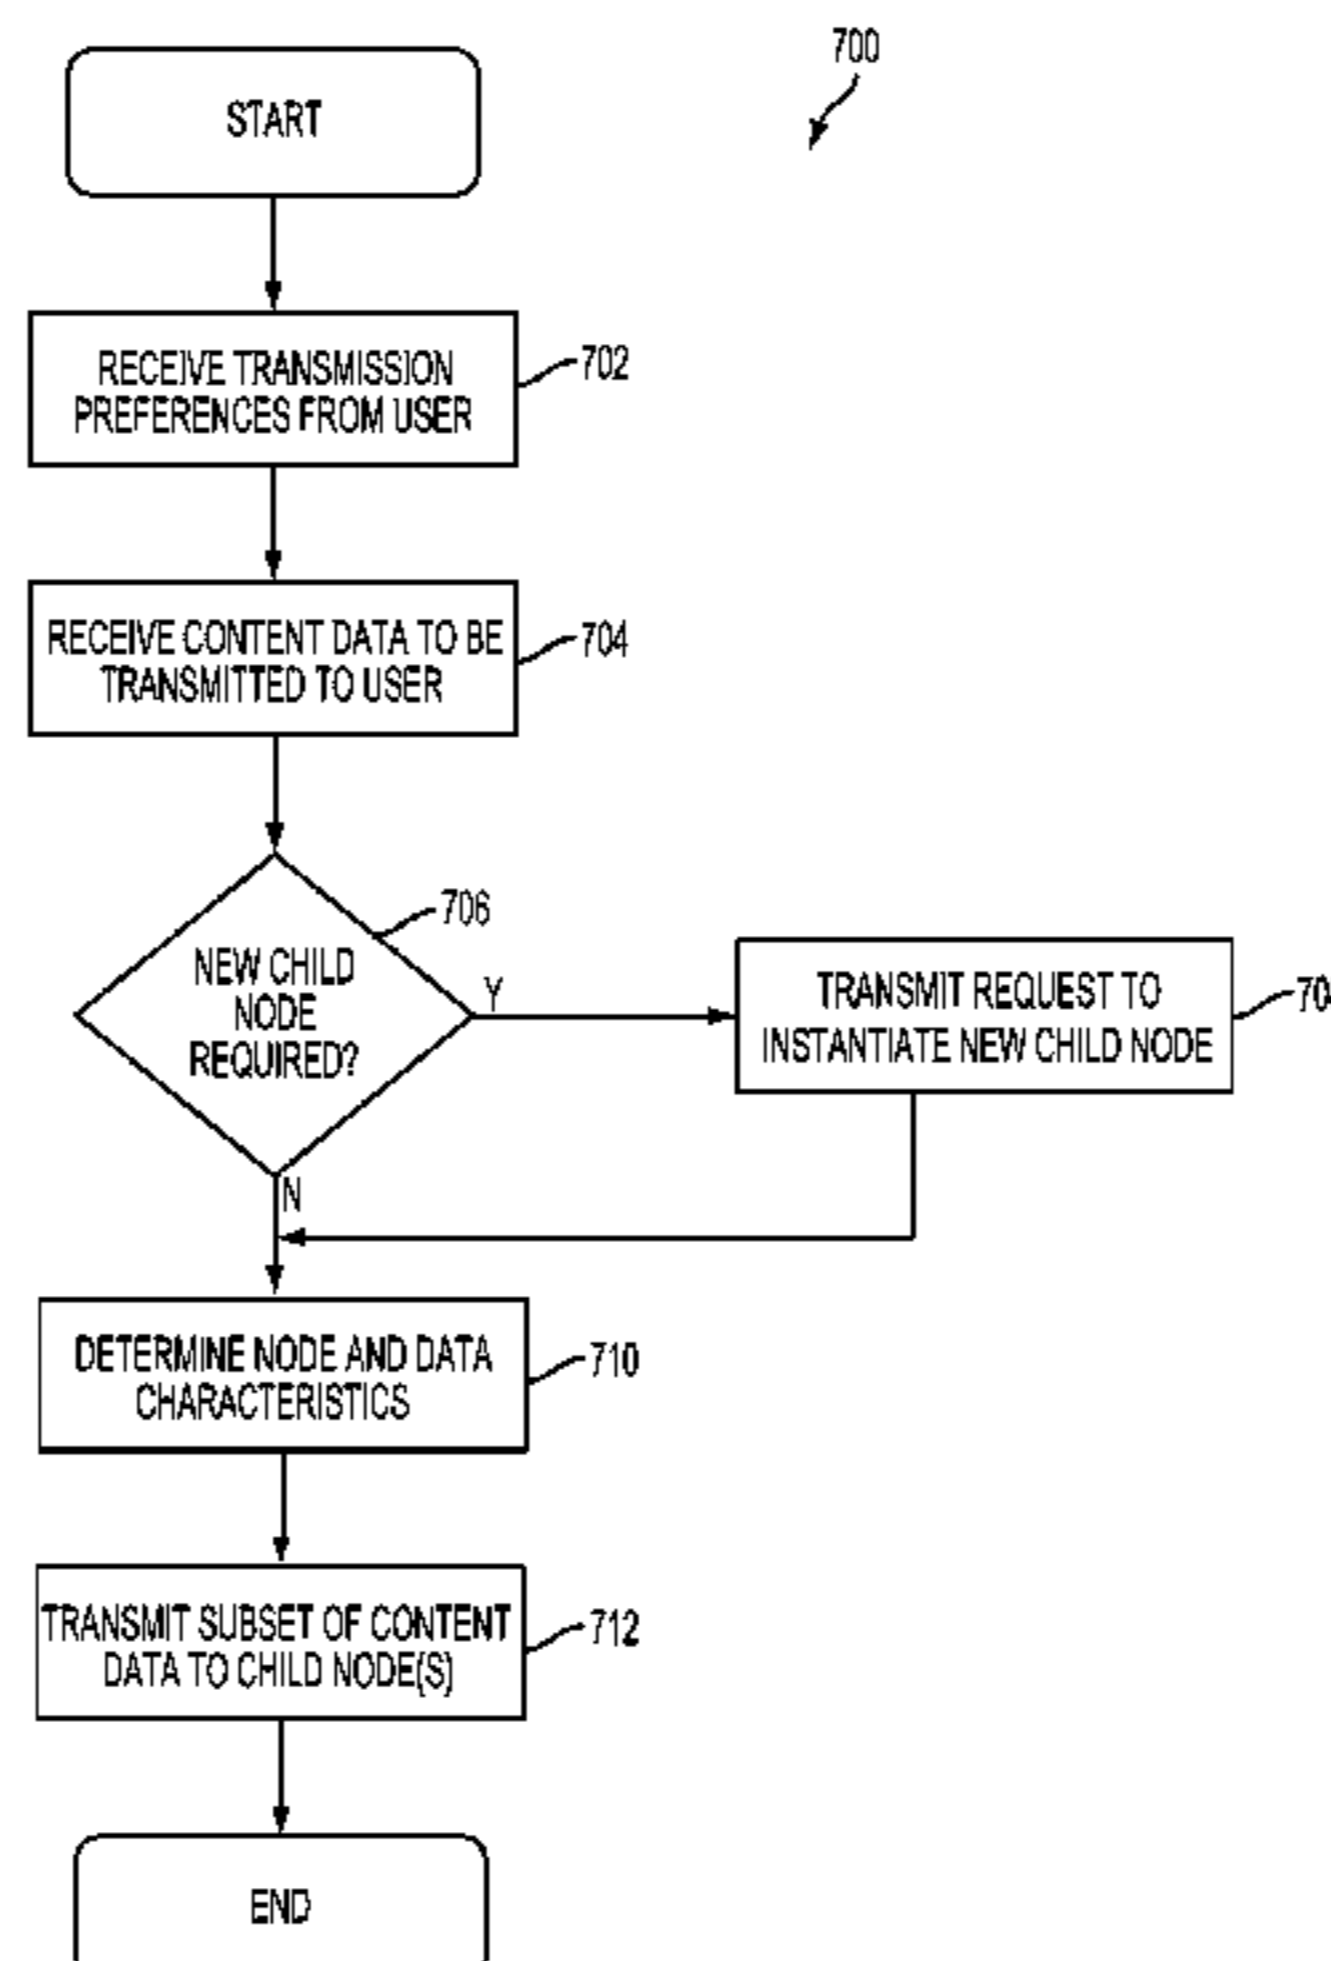 700
START
RECEIVE TRANSMISSION
PREFERENCES FROM USER
702
RECEIVE CONTENT DATA TO BE
TRANSMITTED TO USER
704
706
NEW CHILD
NODE
REQUIRED?
Y
TRANSMIT REQUEST TO
INSTANTIATE NEW CHILD NODE
N
DETERMINE NODE AND DATA
CHARACTERISTICS
710
TRANSMIT SUBSET OF CONTENT
DATA TO CHILD NODE(S)
712
END